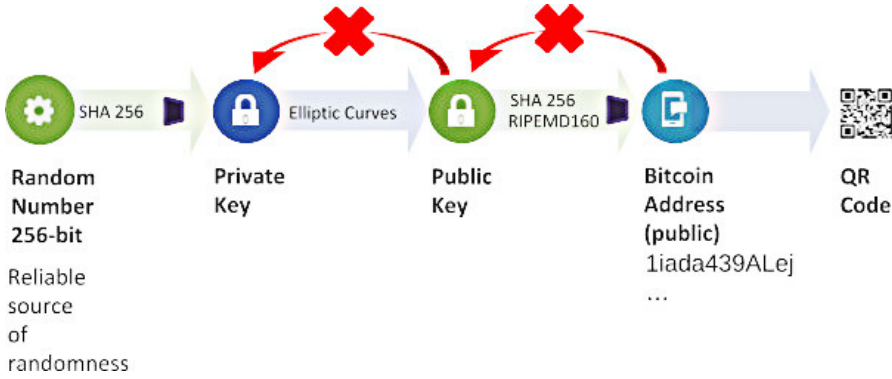 SHA 256
Elliptic Curves
SHA 256
RIPEMD160
Random
Number
256-bit
Reliable
source
of
randomness
Private
Key
Public
Key
Bitcoin
Address
(public)
1iada439ALej
...
QR
Code